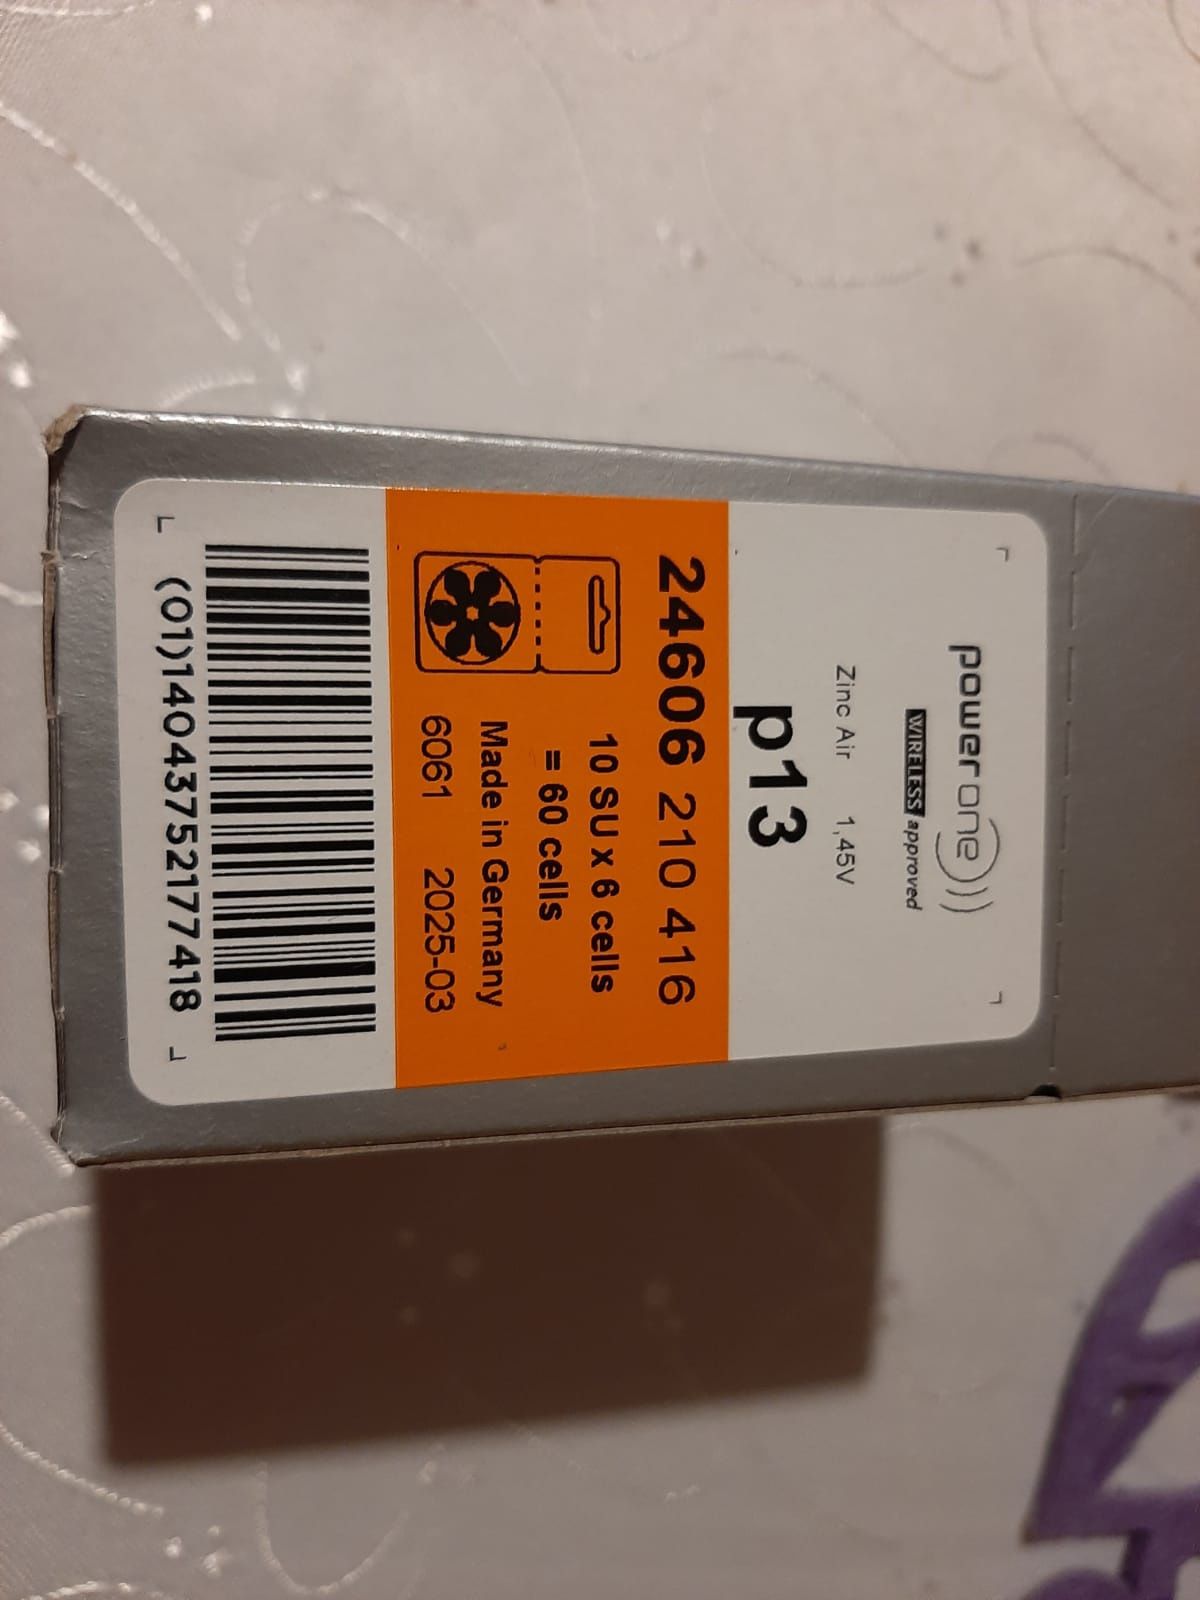 power one
WIRELESS approved
Zinc Air 1,45V
p13
24606 210 416
10 SU x 6 cells
= 60 cells
Made in Germany
6061 2025-03
(01)14043752177418